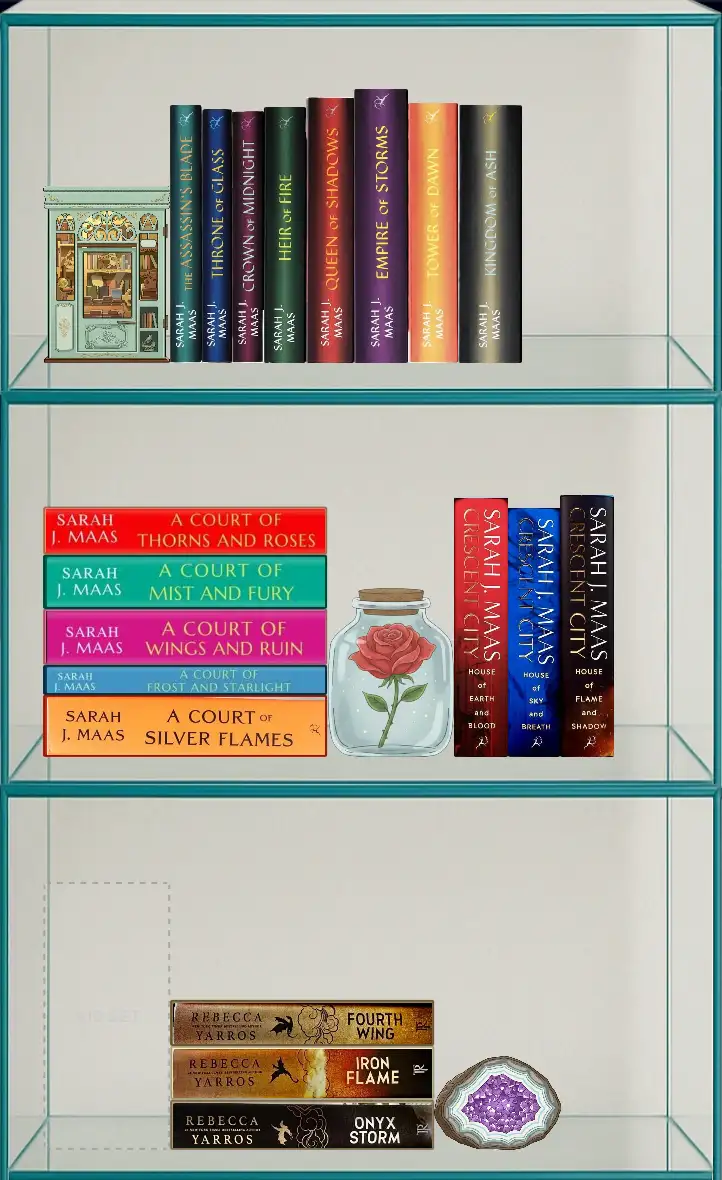 THE ASSASSIN'S BLADE
SARAH J. MAAS
THRONE OF GLASS
SARAH J. MAAS
CROWN OF MIDNIGHT
SARAH J. MAAS
HEIR OF FIRE
SARAH J. MAAS
QUEEN OF SHADOWS
SARAH J. MAAS
EMPIRE OF STORMS
SARAH J. MAAS
TOWER OF DAWN
SARAH J. MAAS
KINGDOM OF ASH
SARAH J. MAAS
SARAH
J. MAAS
A COURT OF
THORNS AND ROSES
SARAH
J. MAAS
A COURT OF
MIST AND FURY
SARAH
J. MAAS
A COURT OF
WINGS AND RUIN
SARAH
J. MAAS
A COURT OF
FROST AND STARLIGHT
SARAH
J. MAAS
A COURT OF
SILVER FLAMES
SARAH J. MAAS
CRESCENT CITY
HOUSE
of
EARTH
and
BLOOD
SARAH J. MAAS
CRESCENT CITY
HOUSE
of
SKY
and
BREATH
SARAH J. MAAS
CRESCENT CITY
HOUSE
of
FLAME
and
SHADOW
REBECCA
YARROS
FOURTH
WING
REBECCA
YARROS
IRON
FLAME
REBECCA
YARROS
ONYX
STORM